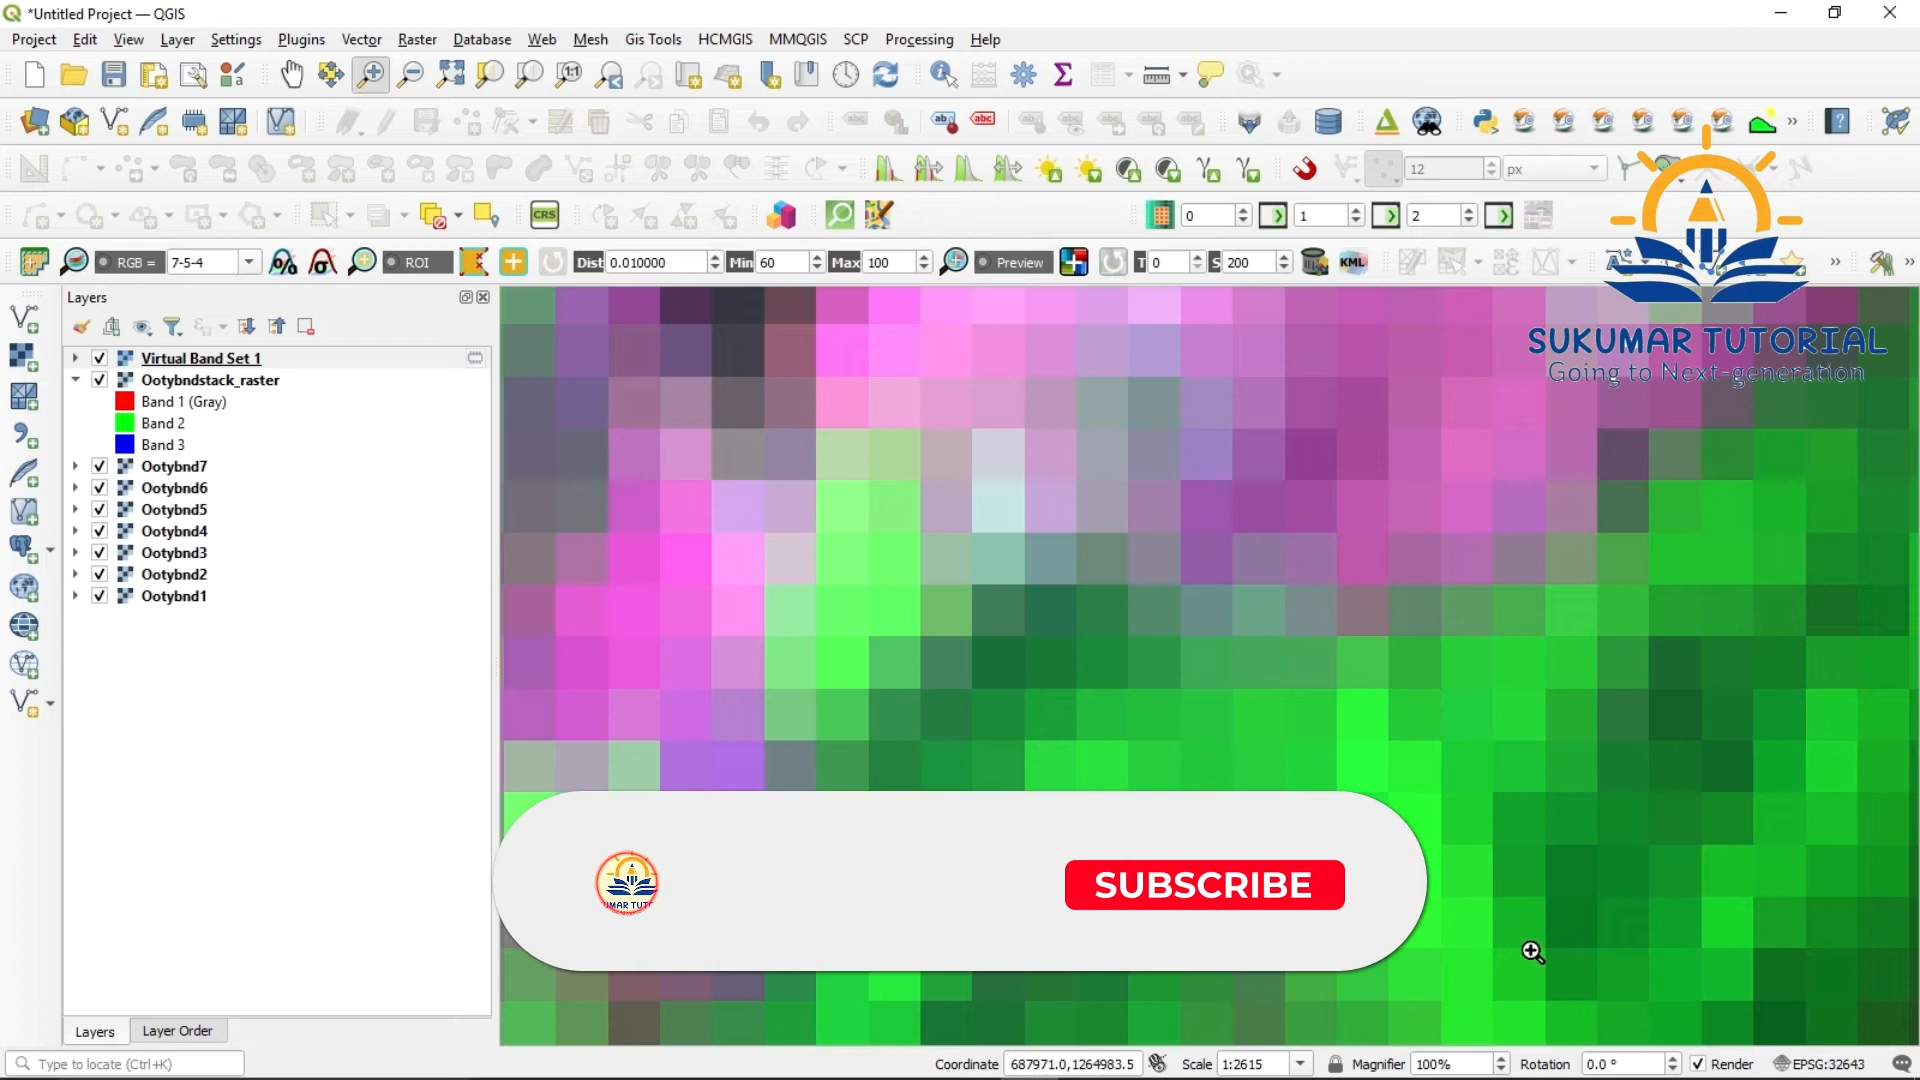 *Untitled Project — QGIS
Project Edit View Layer Settings Plugins Vector Raster Database Web Mesh Gis Tools HCMGIS MMQGIS SCP Processing Help
12 px
CRS 0 1 2
RGB = 7-5-4 ROI Dist 0.010000 Min 60 Max 100 Preview T 0 S 200 KML
SUKUMAR TUTORIAL
Going to Next-generation
Layers
Virtual Band Set 1
Ootybndstack_raster
Band 1 (Gray)
Band 2
Band 3
Ootybnd7
Ootybnd6
Ootybnd5
Ootybnd4
Ootybnd3
Ootybnd2
Ootybnd1
SUBSCRIBE
Layers Layer Order
Type to locate (Ctrl+K) Coordinate 687971.0,1264983.5 Scale 1:2615 Magnifier 100% Rotation 0.0 ° Render EPSG:32643